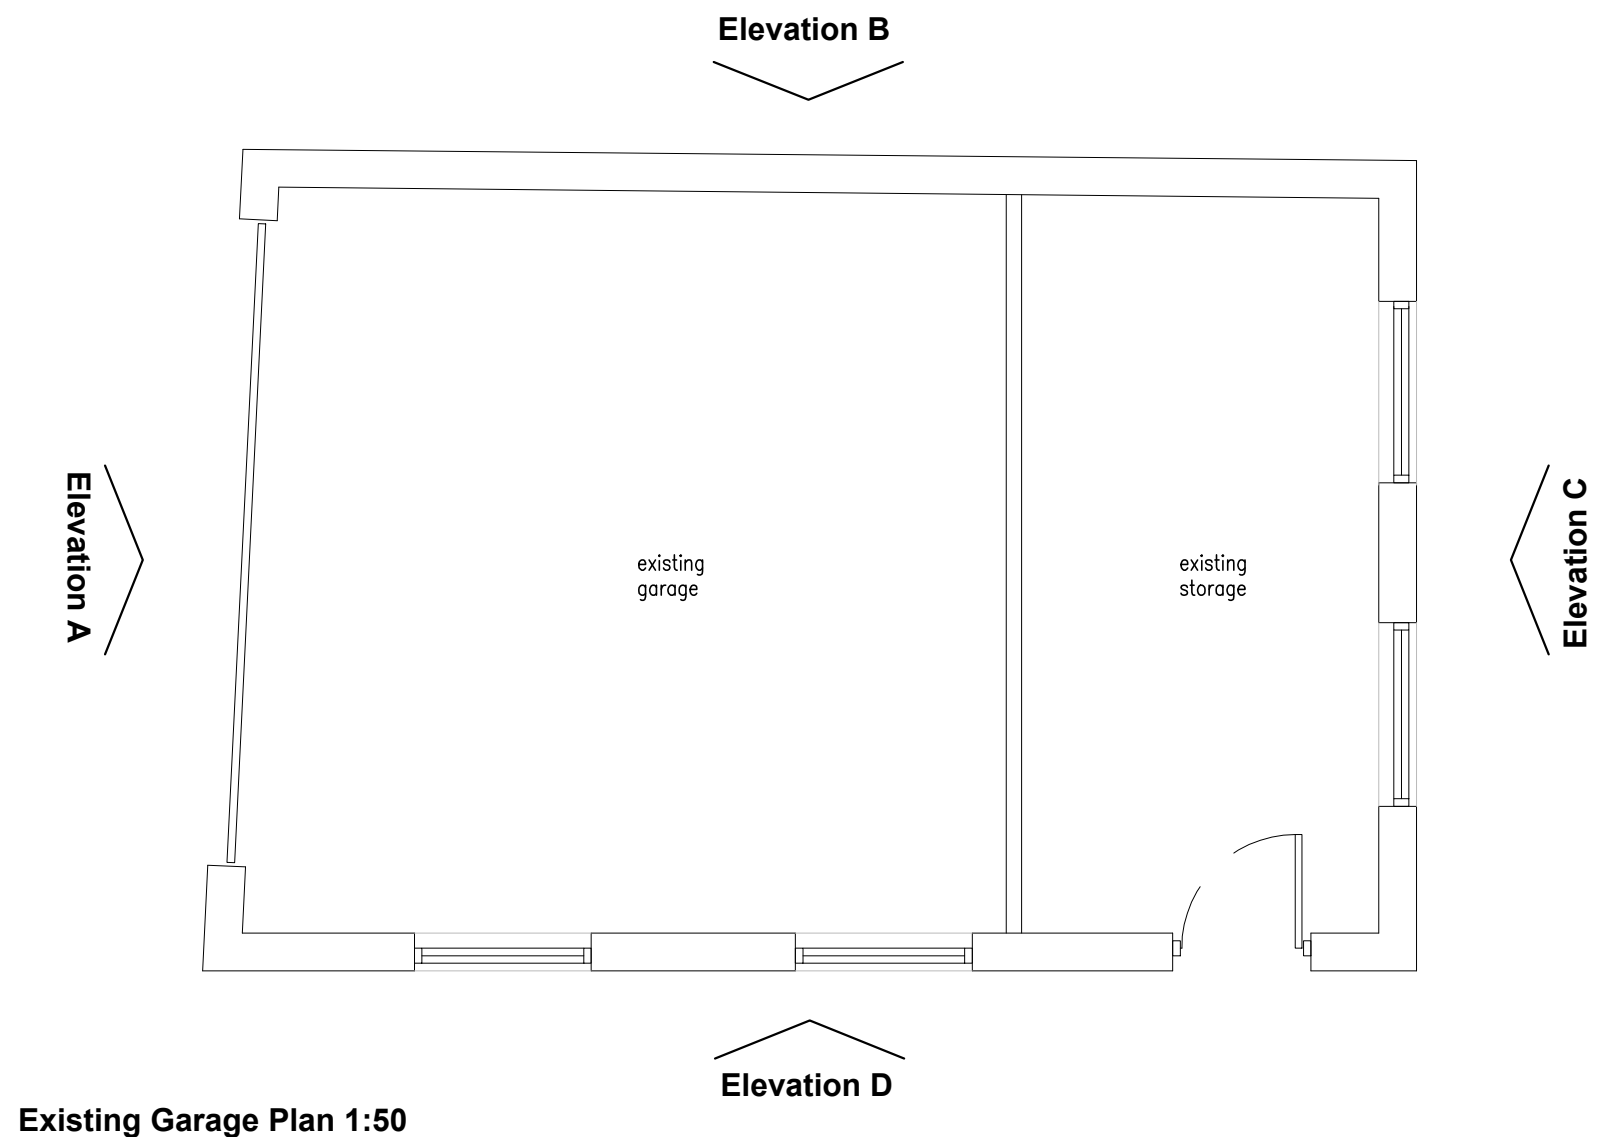 Elevation B
Elevation A
existing
garage
existing
storage
Elevation C
Elevation D
Existing Garage Plan 1:50